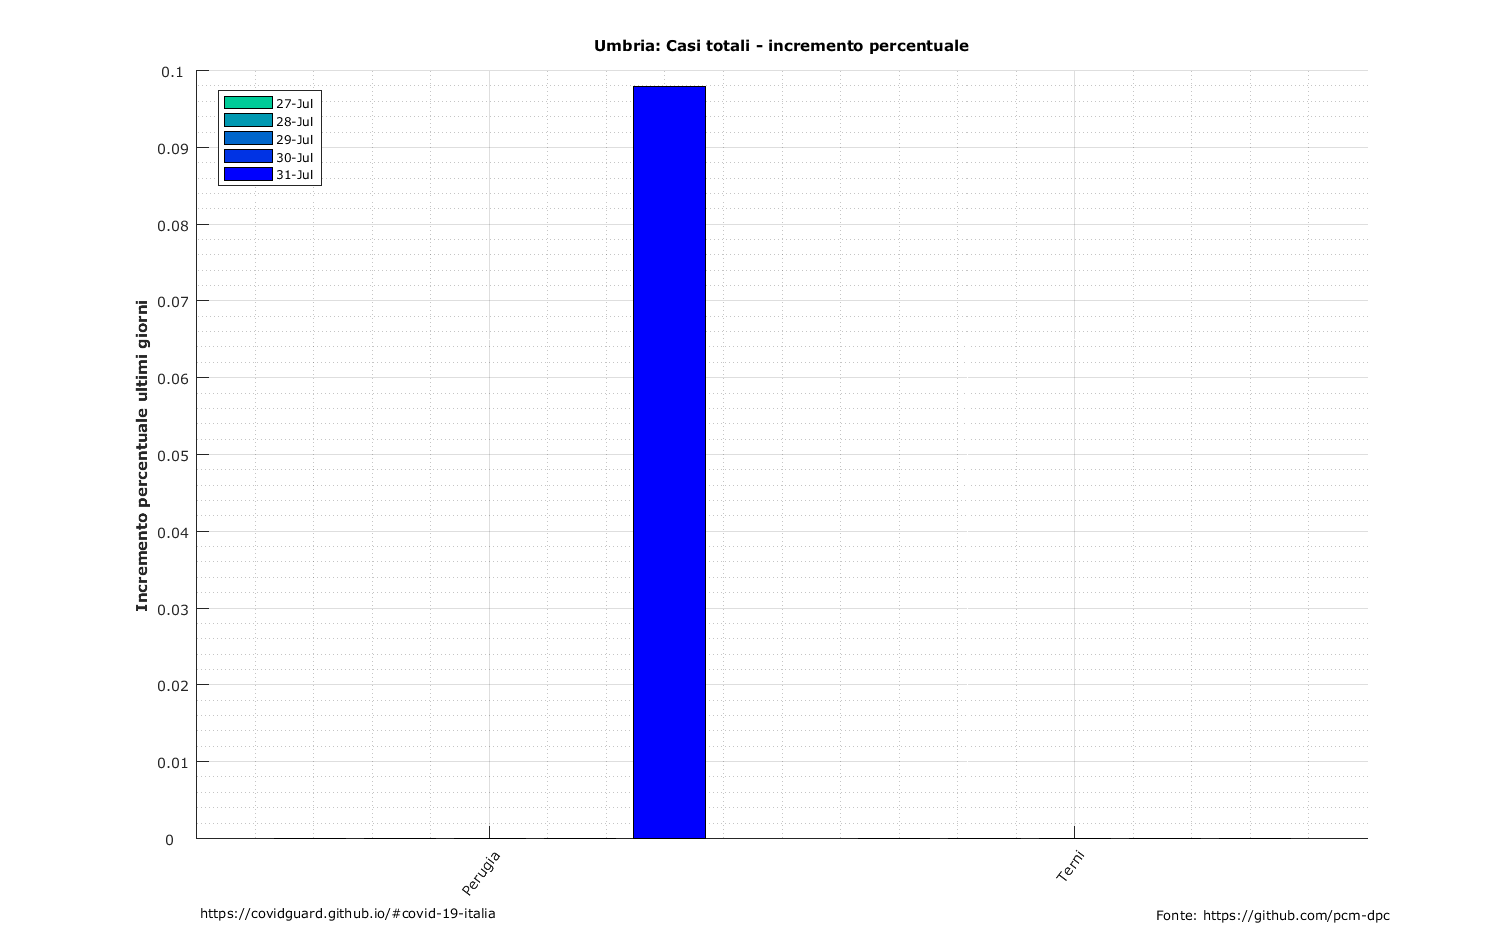 Umbria: Casi totali - incremento percentuale
0.1
0.09
0.08
0.07
0.06
0.05
0.04
0.03
0.02
0.01
0
Incremento percentuale ultimi giorni
27-Jul
28-Jul
29-Jul
30-Jul
31-Jul
Perugia
Terni
https://covidguard.github.io/#covid-19-italia
Fonte: https://github.com/pcm-dpc